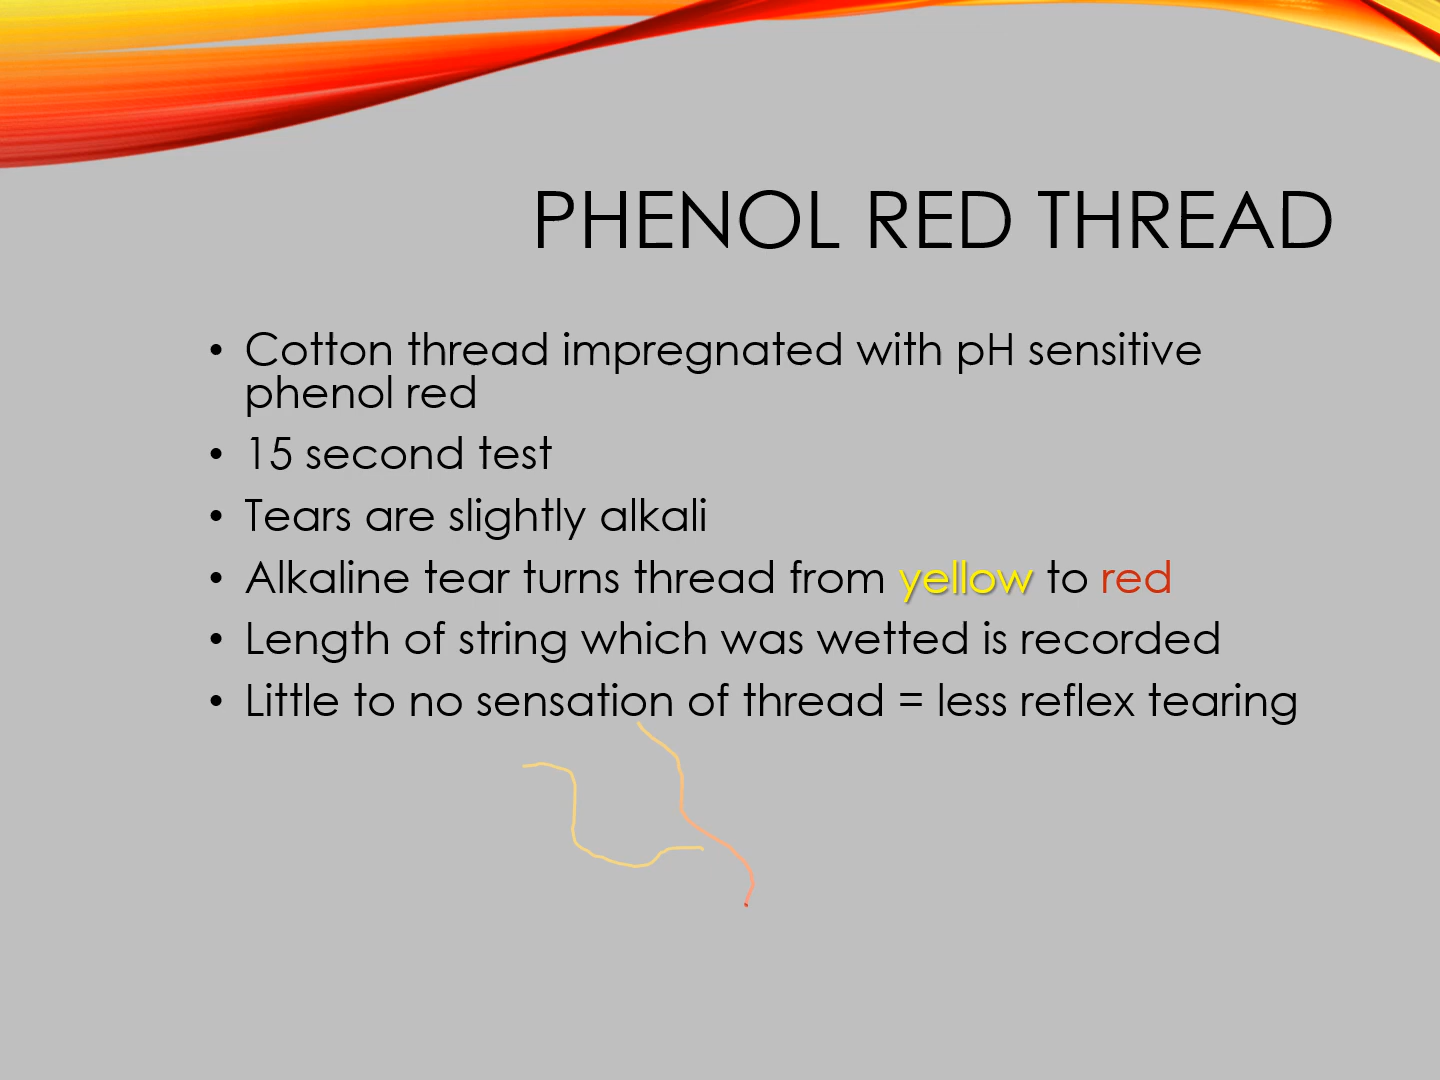 PHENOL RED THREAD
• Cotton thread impregnated with pH sensitive
phenol red
• 15 second test
• Tears are slightly alkali
• Alkaline tear turns thread from yellow to red
• Length of string which was wetted is recorded
• Little to no sensation of thread = less reflex tearing